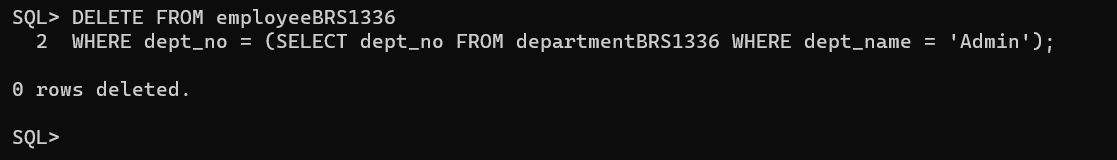 SQL> DELETE FROM employeeBRS1336
  2  WHERE dept_no = (SELECT dept_no FROM departmentBRS1336 WHERE dept_name = 'Admin');
0 rows deleted.
SQL>